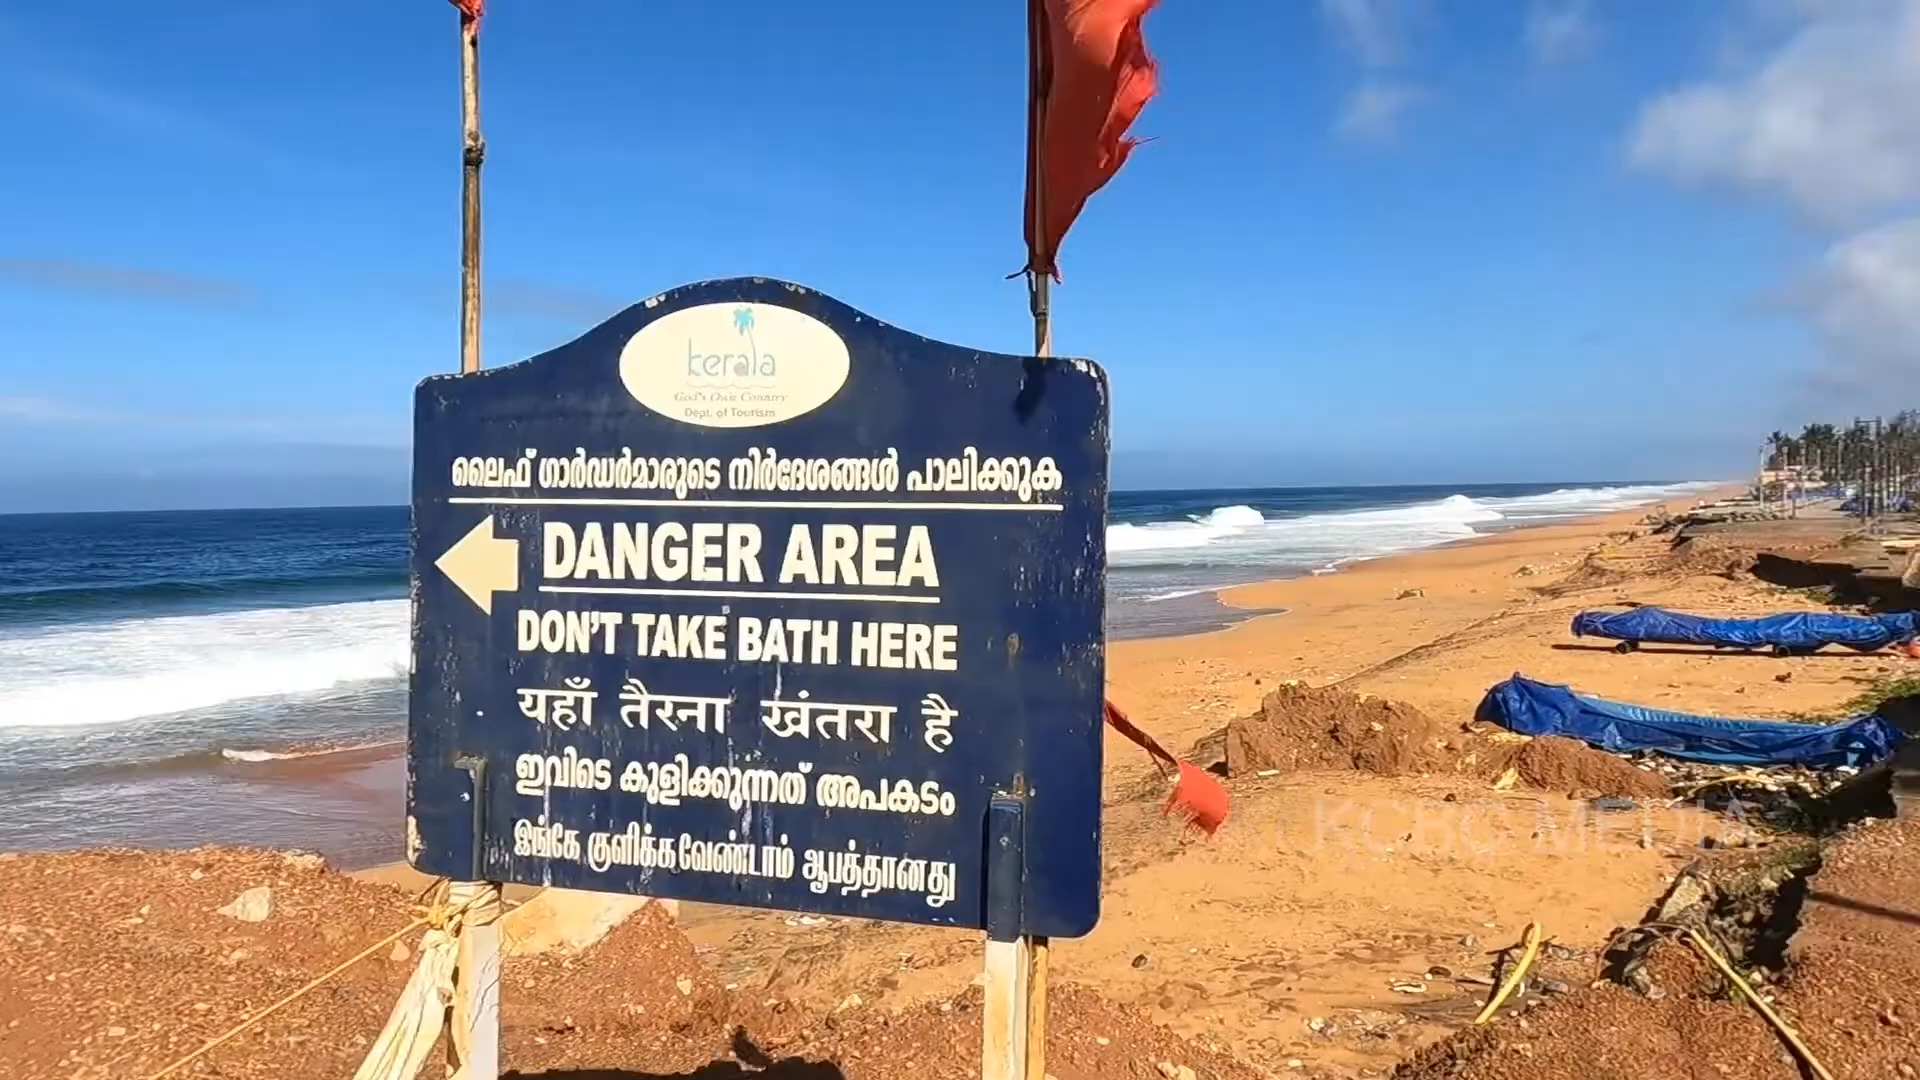 kerala
God's Own Country
Dept. of Tourism
ലൈഫ് ഗാർഡർമാരുടെ നിർദേശങ്ങൾ പാലിക്കുക
DANGER AREA
DON'T TAKE BATH HERE
यहाँ तैरना खंतरा है
ഇവിടെ കുളിക്കുന്നത് അപകടം
இங்கே குளிக்க வேண்டாம் ஆபத்தானது
KCBC MEDIA